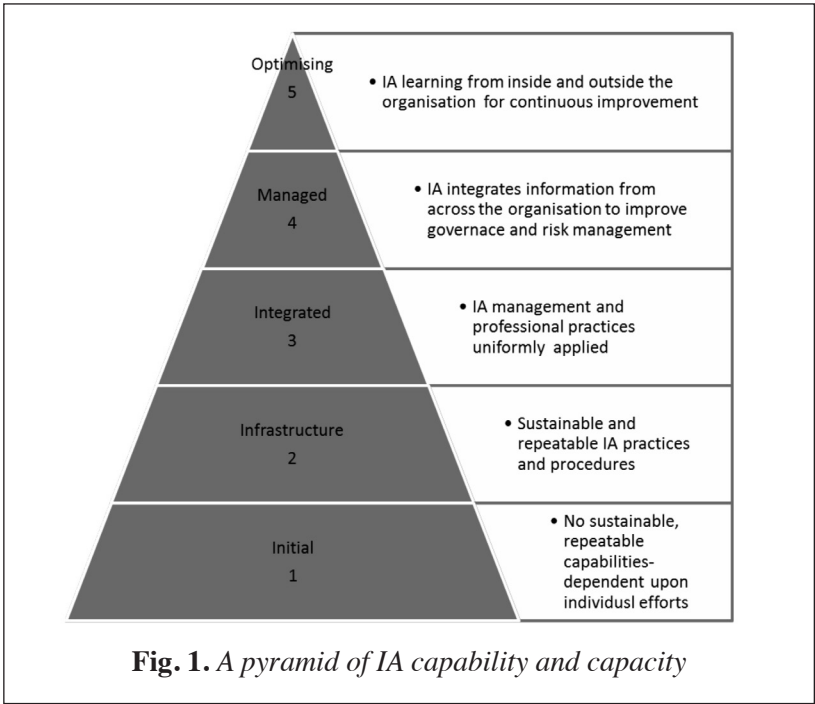 Optimising
5
• IA learning from inside and outside the
organisation for continuous improvement
Managed
4
• IA integrates information from
across the organisation to improve
governace and risk management
Integrated
3
• IA management and
professional practices
uniformly applied
Infrastructure
2
• Sustainable and
repeatable IA practices
and procedures
Initial
1
• No sustainable,
repeatable
capabilities-
dependent upon
individusl efforts
Fig. 1. A pyramid of IA capability and capacity